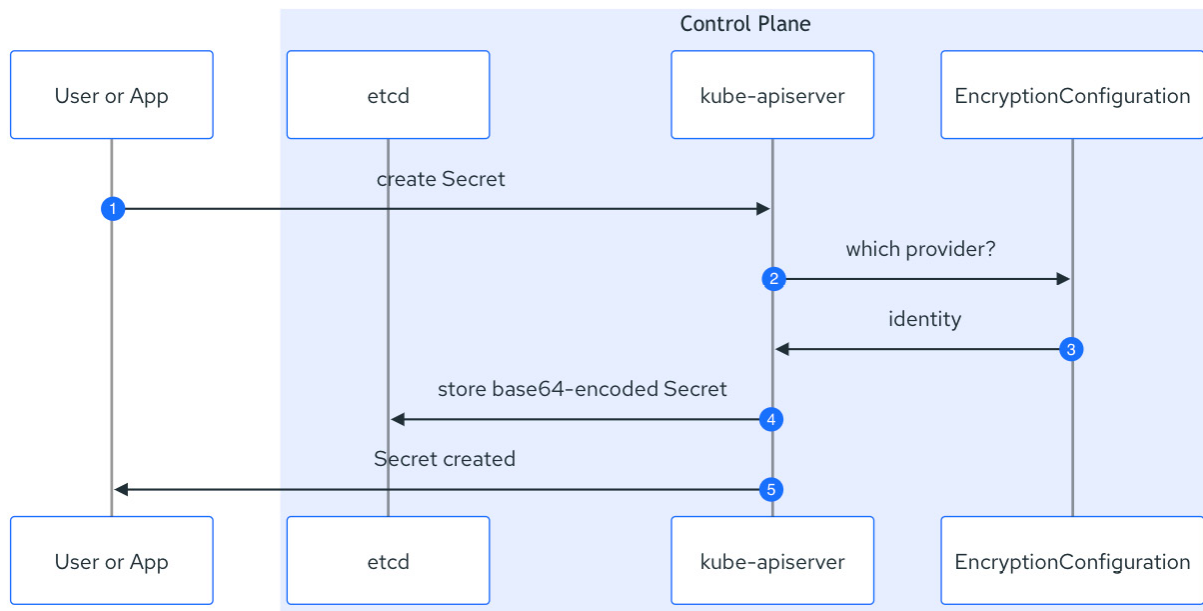 Control Plane
User or App
etcd
kube-apiserver
EncryptionConfiguration
create Secret
1
which provider?
2
identity
3
store base64-encoded Secret
4
Secret created
5
User or App
etcd
kube-apiserver
EncryptionConfiguration